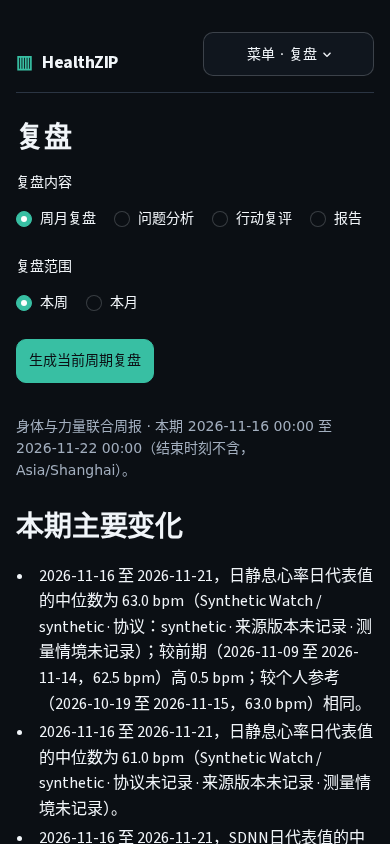 HealthZIP
菜单 · 复盘
复盘
复盘内容
周月复盘 问题分析 行动复评 报告
复盘范围
本周 本月
生成当前周期复盘
身体与力量联合周报 · 本期 2026-11-16 00:00 至
2026-11-22 00:00（结束时刻不含，
Asia/Shanghai）。
本期主要变化
2026-11-16 至 2026-11-21，日静息心率日代表值
的中位数为 63.0 bpm（Synthetic Watch /
synthetic · 协议：synthetic · 来源版本未记录 · 测
量情境未记录）；较前期（2026-11-09 至 2026-
11-14，62.5 bpm）高 0.5 bpm；较个人参考
（2026-10-19 至 2026-11-15，63.0 bpm）相同。
2026-11-16 至 2026-11-21，日静息心率日代表值
的中位数为 61.0 bpm（Synthetic Watch /
synthetic · 协议未记录 · 来源版本未记录 · 测量情
境未记录）。
2026-11-16 至 2026-11-21，SDNN日代表值的中